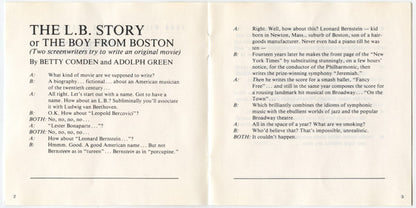 THE L.B. STORY
or THE BOY FROM BOSTON
(Two screenwriters try to write an original movie)
By BETTY COMDEN and ADOLPH GREEN
A: What kind of movie are we supposed to write?
B: A biography . . . fictional . . . about an American musician
of the twentieth century . . .
A: All right. Let's start out with a name. Got to have a
name. How about an L.B.? Subliminally you'll associate
it with Ludwig van Beethoven.
B: O.K. How about "Leopold Bercovici"?
BOTH: No, no, no, no . . .
A: "Lester Bonaparte . . ."?
BOTH: No, no, no, no . . .
A: How about "Leonard Bernstein . . ."?
B: Hmmm. Good. A good American name . . . But not
Bernsteen as in "tureen" . . . Bernstein as in "porcupine."
2
A: Right. Well, how about this? Leonard Bernstein — kid
born in Newton, Mass., suburb of Boston, son of a hair-
goods manufacturer. Never even had a piano till he was
ten —
B: Fourteen years later he makes the front page of the "New
York Times" by substituting stunningly, on a few hours'
notice, for the conductor of the Philharmonic, then
writes the prize-winning symphony "Jeremiah."
A: Then he writes the score for a smash ballet, "Fancy
Free" . . . and still in the same year composes the score for
a rousing landmark hit musical on Broadway . . . "On the
Town" . . .
B: Which brilliantly combines the idioms of symphonic
music with the ebullient worlds of jazz and the popular
Broadway theatre.
A: All in the space of a year? What are we smoking?
B: Who'd believe that? That's impossible, unrealistic.
BOTH: It couldn't happen.
3